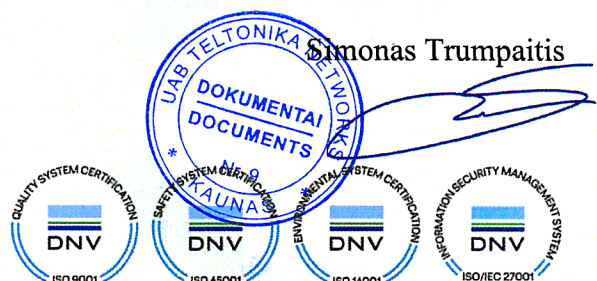 Simonas Trumpaitis
UAB TELTONIKA NETWORKS
DOKUMENTAI
DOCUMENTS
Nr. 9
* KAUNAS *
QUALITY SYSTEM CERTIFICATION
DNV
ISO 9001
SAFETY SYSTEM CERTIFICATION
DNV
ISO 45001
ENVIRONMENTAL SYSTEM CERTIFICATION
DNV
ISO 14001
INFORMATION SECURITY MANAGEMENT SYSTEM
DNV
ISO/IEC 27001